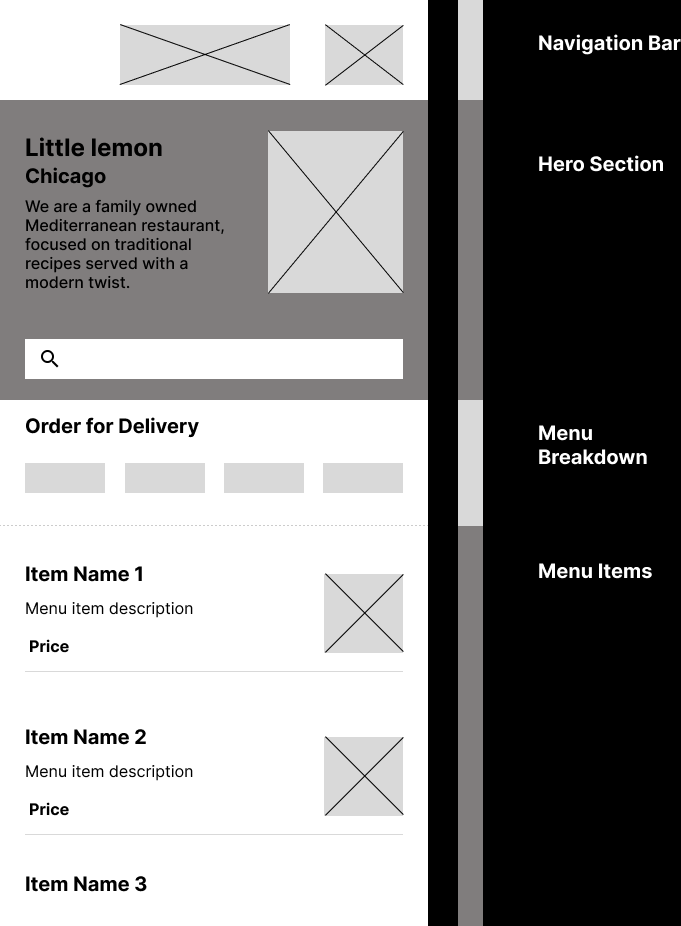 Navigation Bar
Little lemon
Chicago
We are a family owned
Mediterranean restaurant,
focused on traditional
recipes served with a
modern twist.
Hero Section
Order for Delivery
Menu
Breakdown
Item Name 1
Menu item description
Price
Menu Items
Item Name 2
Menu item description
Price
Item Name 3